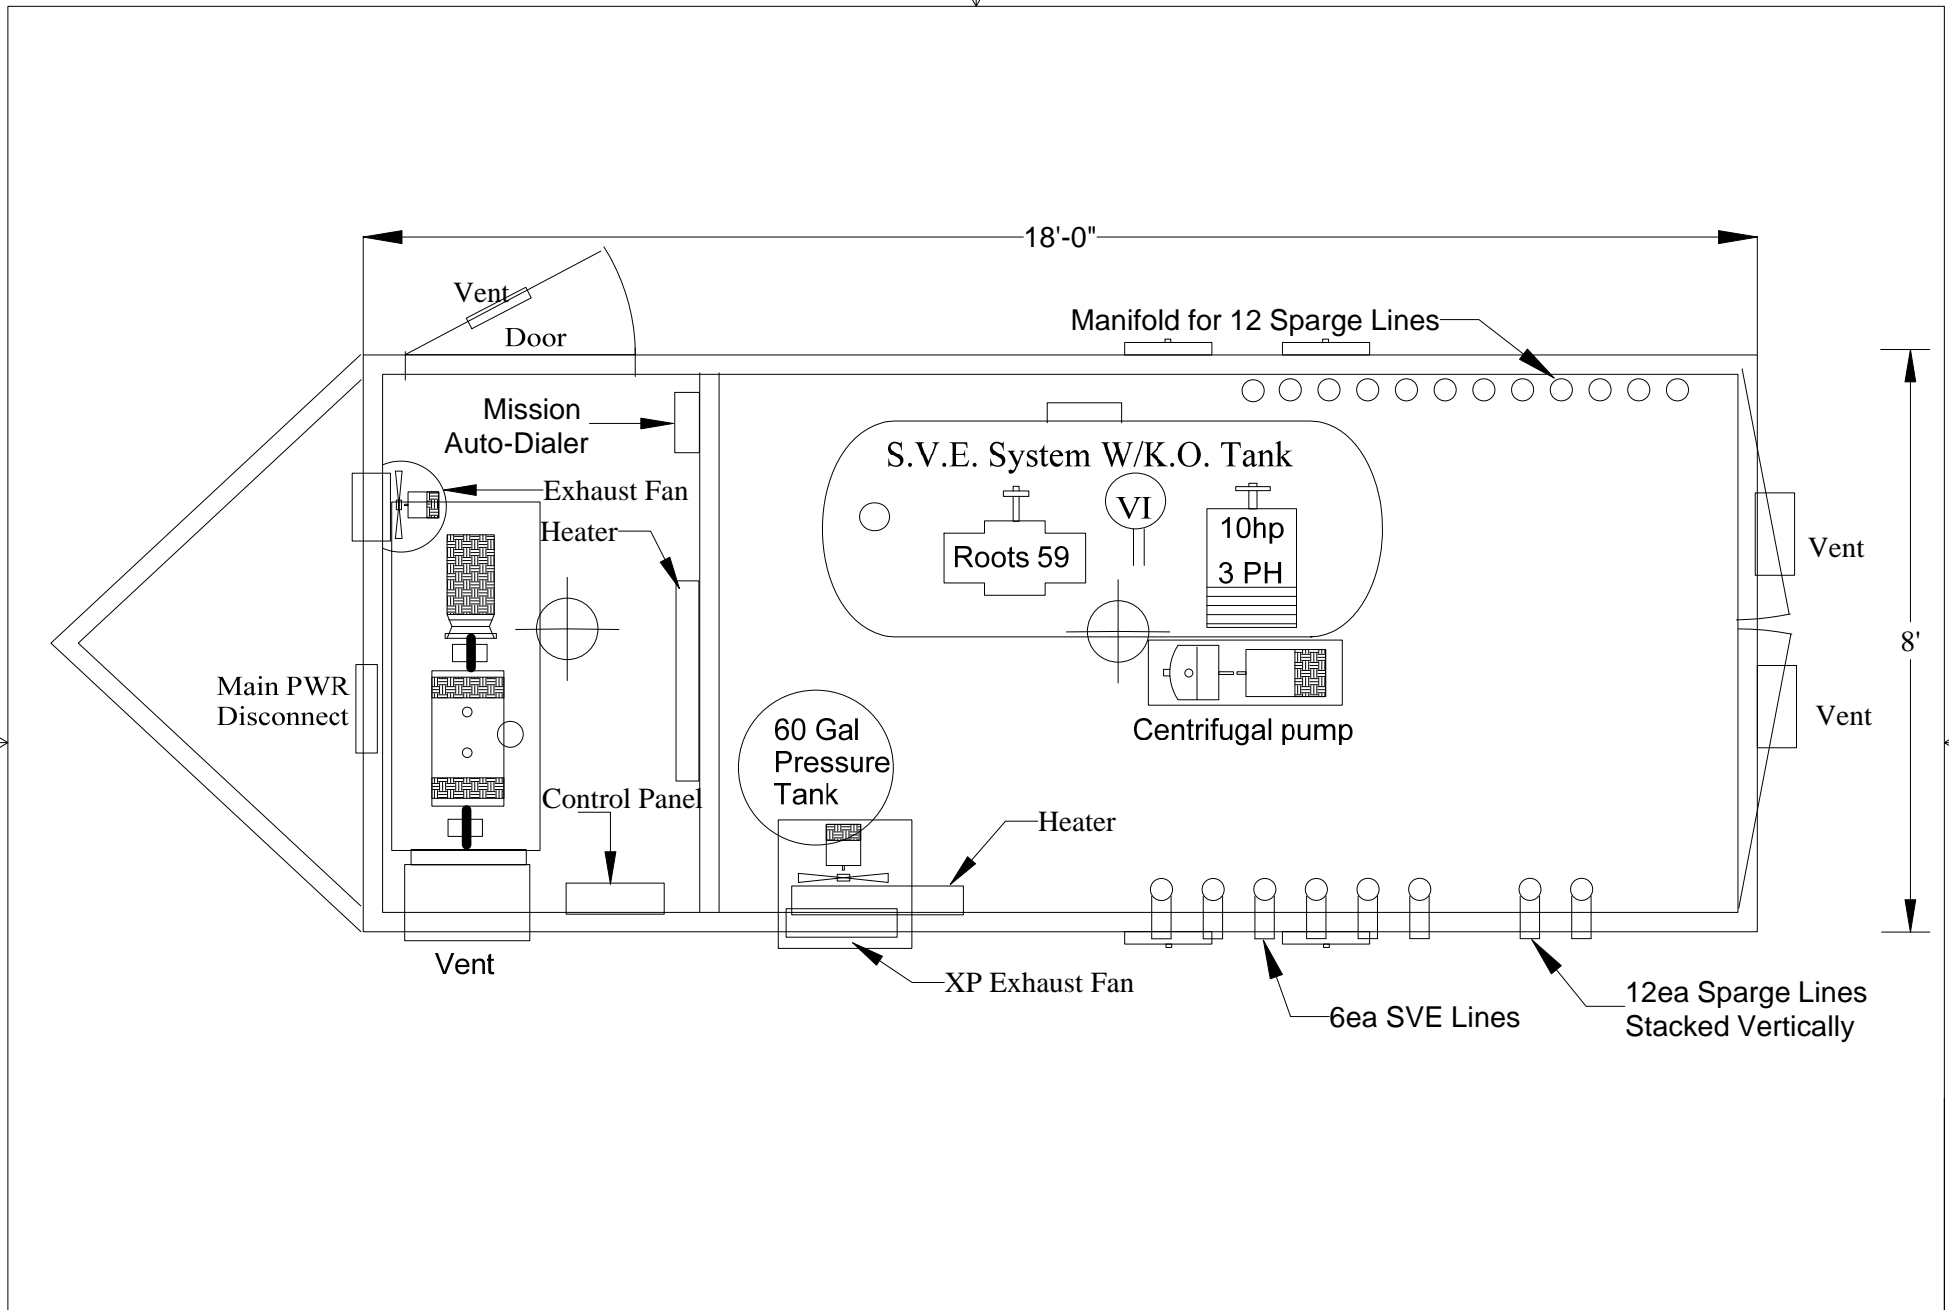 18'-0"
Vent
Door
Manifold for 12 Sparge Lines
Mission
Auto-Dialer
S.V.E. System W/K.O. Tank
Exhaust Fan
Heater
VI
10hp
3 PH
Roots 59
Vent
8'
Main PWR
Disconnect
60 Gal
Pressure
Tank
Centrifugal pump
Vent
Control Panel
Heater
Vent
XP Exhaust Fan
6ea SVE Lines
12ea Sparge Lines
Stacked Vertically